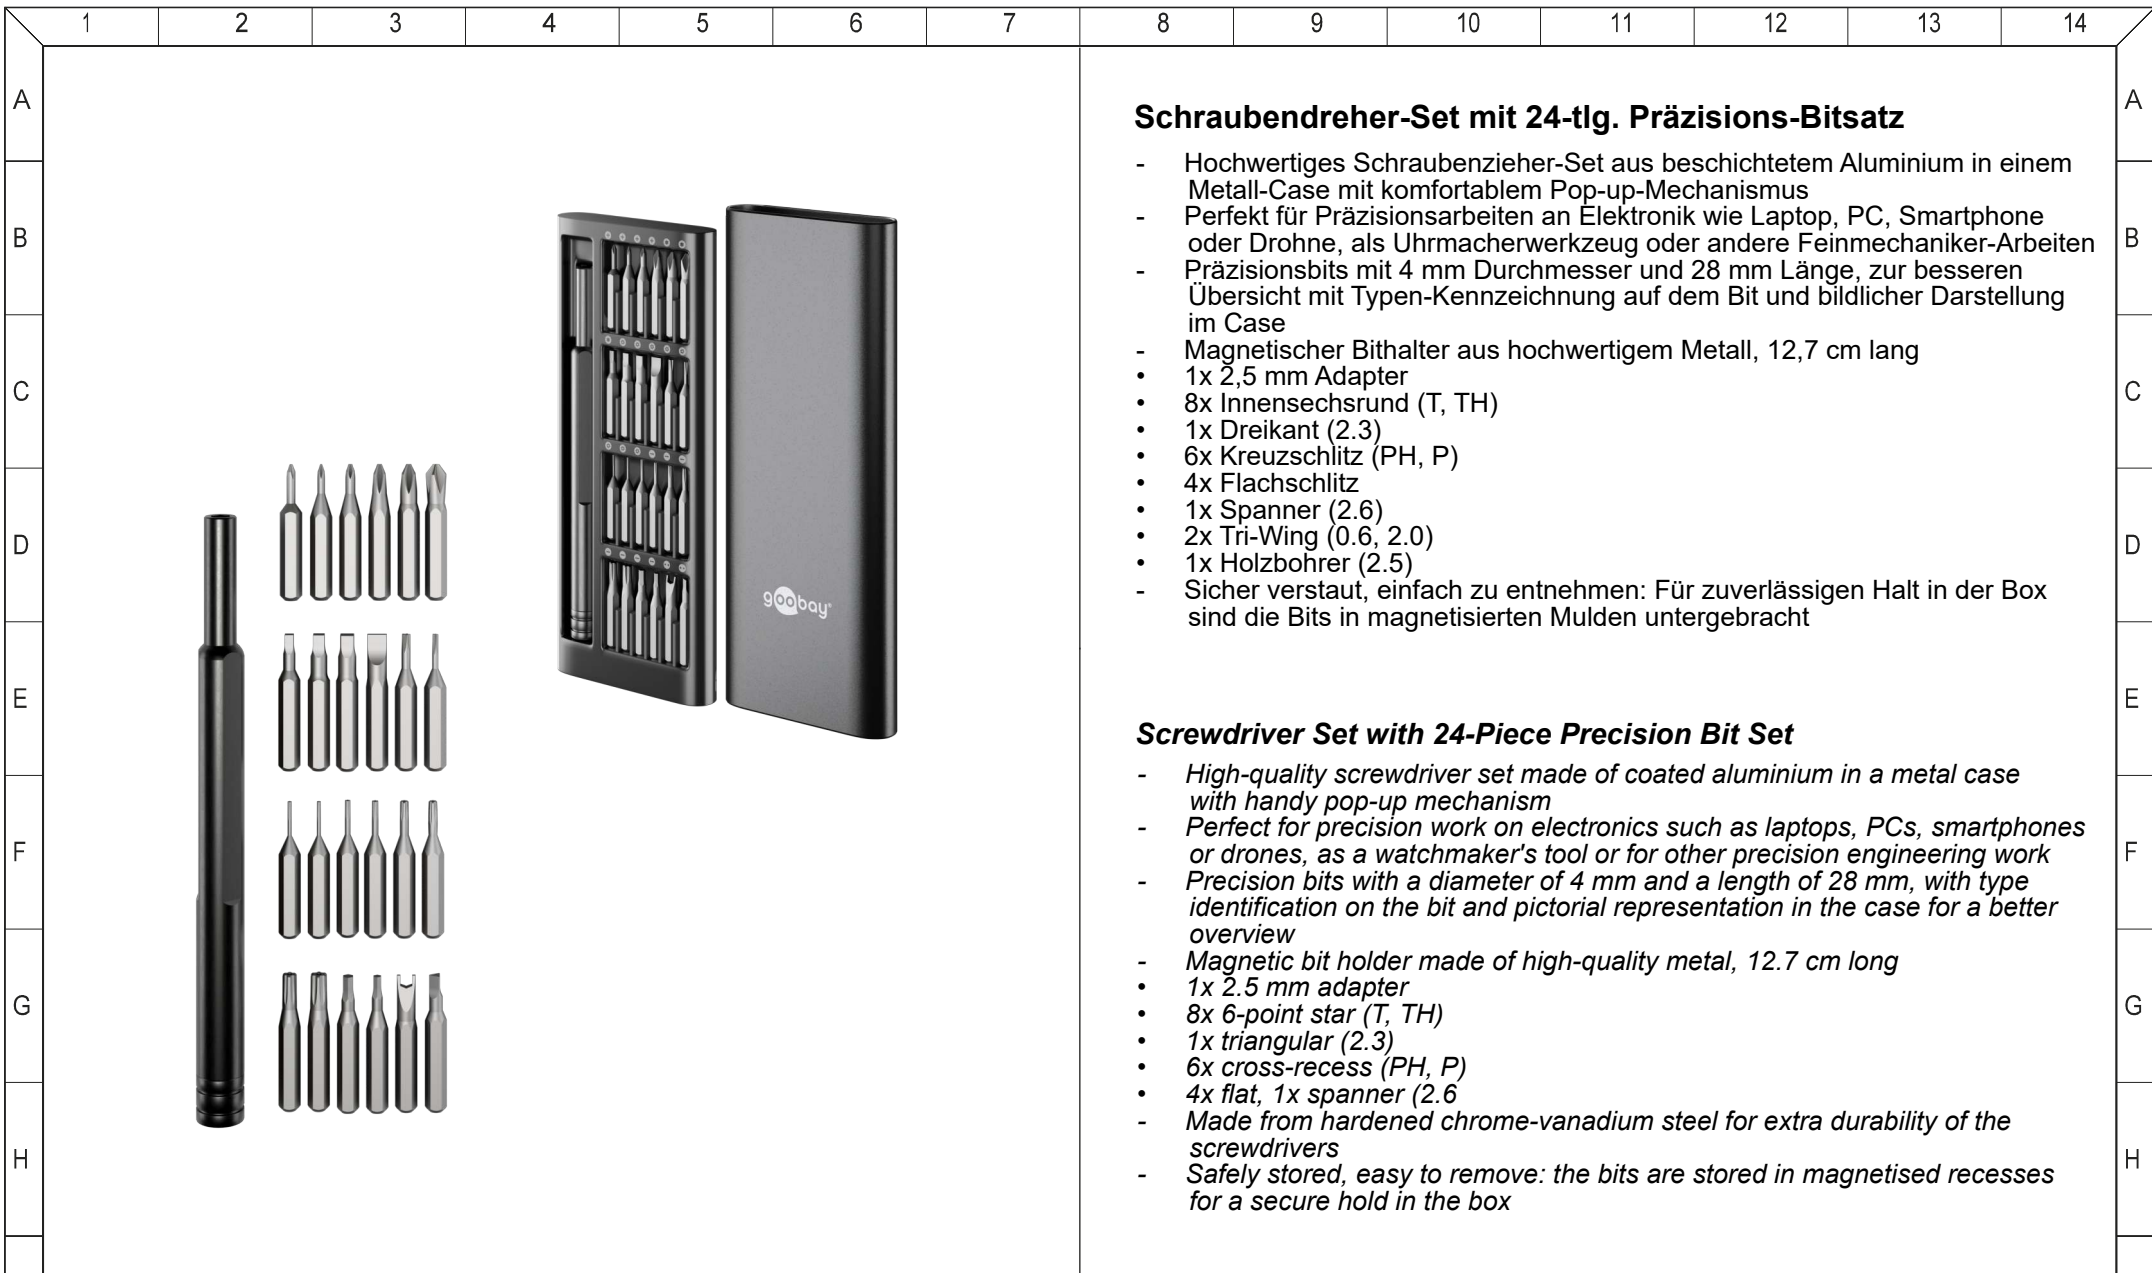 1 2 3 4 5 6 7 8 9 10 11 12 13 14
A A
B B
C C
D D
E E
F F
G G
H H
goobay®
Schraubendreher-Set mit 24-tlg. Präzisions-Bitsatz
- Hochwertiges Schraubenzieher-Set aus beschichtetem Aluminium in einem
Metall-Case mit komfortablem Pop-up-Mechanismus
- Perfekt für Präzisionsarbeiten an Elektronik wie Laptop, PC, Smartphone
oder Drohne, als Uhrmacherwerkzeug oder andere Feinmechaniker-Arbeiten
- Präzisionsbits mit 4 mm Durchmesser und 28 mm Länge, zur besseren
Übersicht mit Typen-Kennzeichnung auf dem Bit und bildlicher Darstellung
im Case
- Magnetischer Bithalter aus hochwertigem Metall, 12,7 cm lang
• 1x 2,5 mm Adapter
• 8x Innensechsrund (T, TH)
• 1x Dreikant (2.3)
• 6x Kreuzschlitz (PH, P)
• 4x Flachschlitz
• 1x Spanner (2.6)
• 2x Tri-Wing (0.6, 2.0)
• 1x Holzbohrer (2.5)
- Sicher verstaut, einfach zu entnehmen: Für zuverlässigen Halt in der Box
sind die Bits in magnetisierten Mulden untergebracht
Screwdriver Set with 24-Piece Precision Bit Set
- High-quality screwdriver set made of coated aluminium in a metal case
with handy pop-up mechanism
- Perfect for precision work on electronics such as laptops, PCs, smartphones
or drones, as a watchmaker's tool or for other precision engineering work
- Precision bits with a diameter of 4 mm and a length of 28 mm, with type
identification on the bit and pictorial representation in the case for a better
overview
- Magnetic bit holder made of high-quality metal, 12.7 cm long
• 1x 2.5 mm adapter
• 8x 6-point star (T, TH)
• 1x triangular (2.3)
• 6x cross-recess (PH, P)
• 4x flat, 1x spanner (2.6
- Made from hardened chrome-vanadium steel for extra durability of the
screwdrivers
- Safely stored, easy to remove: the bits are stored in magnetised recesses
for a secure hold in the box